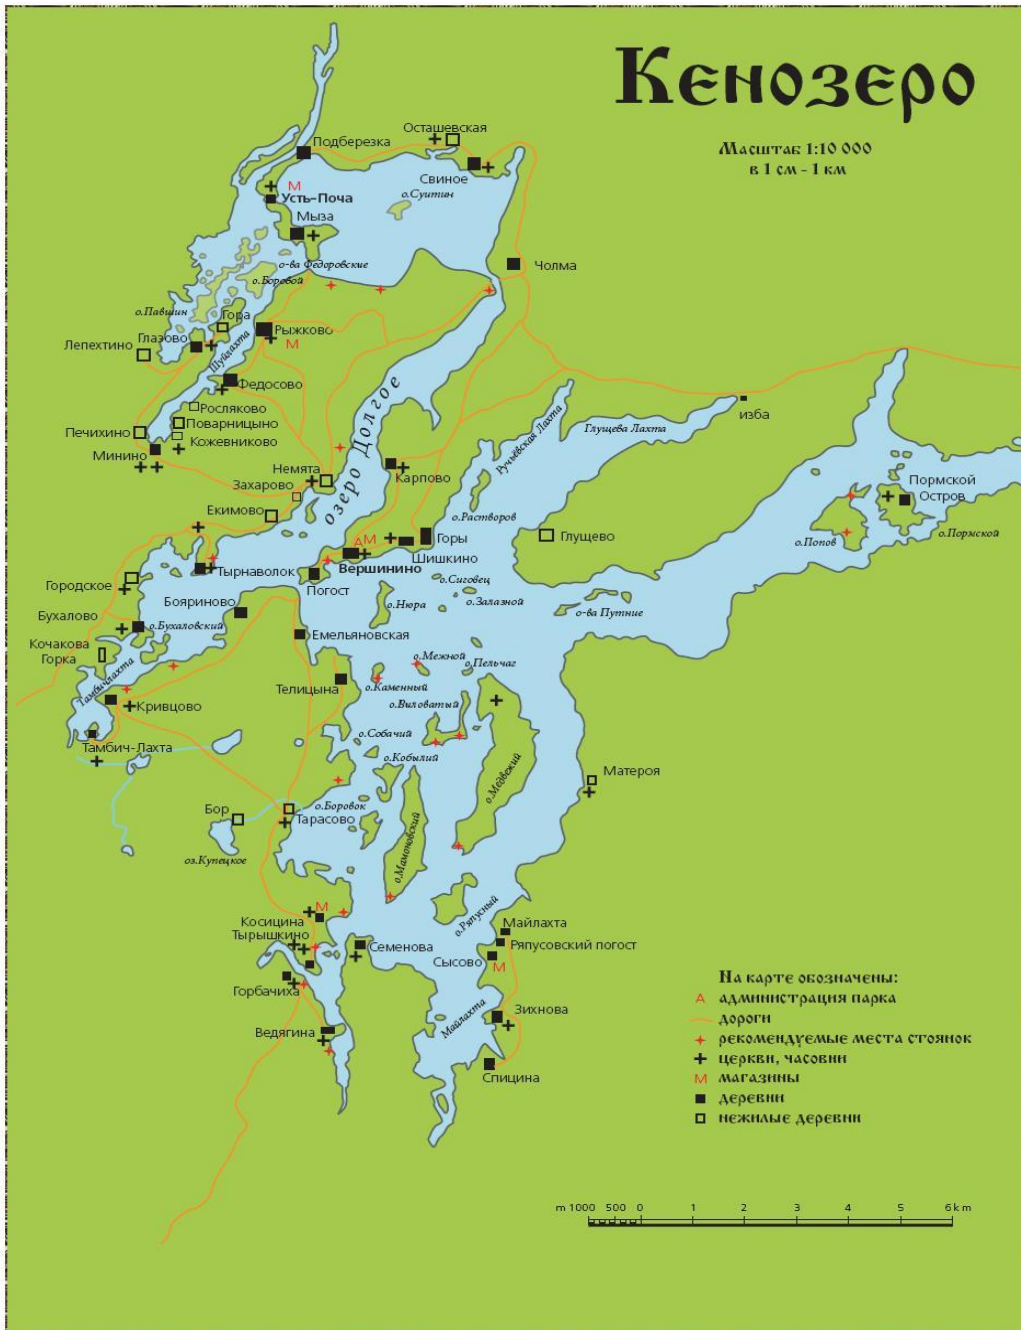 Кенозеро
Масштаб 1:10 000
в 1 см - 1 км
Осташевская
Подберезка
Свиное
о.Суитин
М
Усть-Поча
Мыза
о-ва Федоровские
Чолма
о.Боровой
о.Павшин
Гора
Глазово
Рыжково
Лепехтино
М
Шуйлахта
Федосово
Росляково
Поварницыно
Печихино
Кожевниково
Минино
озеро Долгое
Ручьёвская Лахта
Глущева Лахта
изба
Немята
Карпово
Захарово
Пормской
Остров
Екимово
о.Растворов
Горы
Глущево
о.Попов
о.Пормской
А М
Шишкино
Вершинино
Тырнаволок
Погост
о.Сиговец
Городское
Бояриново
о.Нюра
о.Залазной
о-ва Путние
Бухалово
о.Бухаловский
Емельяновская
Кочакова
Горка
о.Межной
о.Пельчаг
Тамбичлахта
Телицына
о.Каменный
о.Виловатый
Кривцово
о.Собачий
Тамбич-Лахта
о.Кобылий
о.Медвежий
Матероя
Бор
о.Боровок
Тарасово
о.Мамоновский
оз.Купецкое
М
Косицина
о.Ряпусный
Майлахта
Тырышкино
Семенова
Ряпусовский погост
Сысово
М
Горбачиха
Майлахта
Зихнова
Ведягина
Спицина
На карте обозначены:
А администрация парка
дороги
рекомендуемые места стоянок
церкви, часовни
М магазины
деревни
нежилые деревни
m 1000 500 0 1 2 3 4 5 6 km